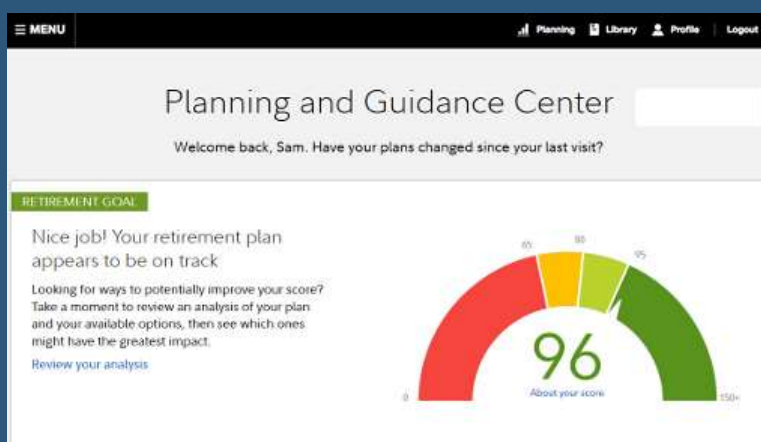 MENU
Planning Library Profile Logout
Planning and Guidance Center
Welcome back, Sam. Have your plans changed since your last visit?
RETIREMENT GOAL
Nice job! Your retirement plan
appears to be on track
Looking for ways to potentially improve your score?
Take a moment to review an analysis of your plan
and your available options, then see which ones
might have the greatest impact.
Review your analysis
65
80
95
96
About your score
0
150+